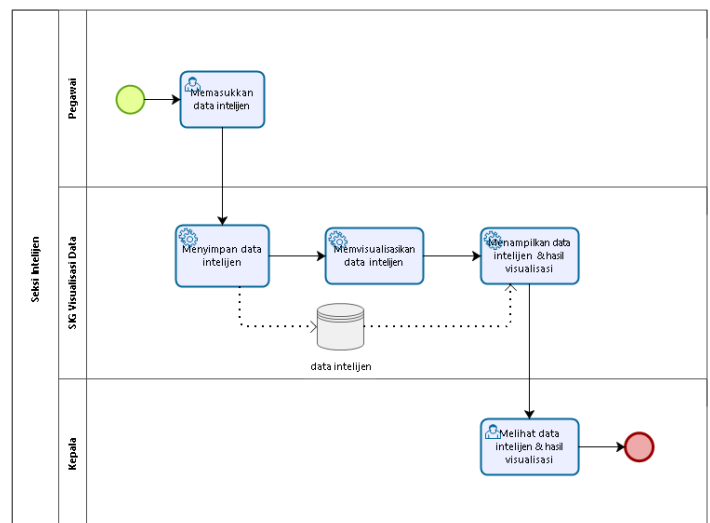 Seksi Intelijen
Pegawai
Memasukkan
data intelijen
SIG Visualisasi Data
Menyimpan data
intelijen
Memvisualisasikan
data intelijen
Menampilkan data
intelijen & hasil
visualisasi
data intelijen
Kepala
Melihat data
intelijen & hasil
visualisasi